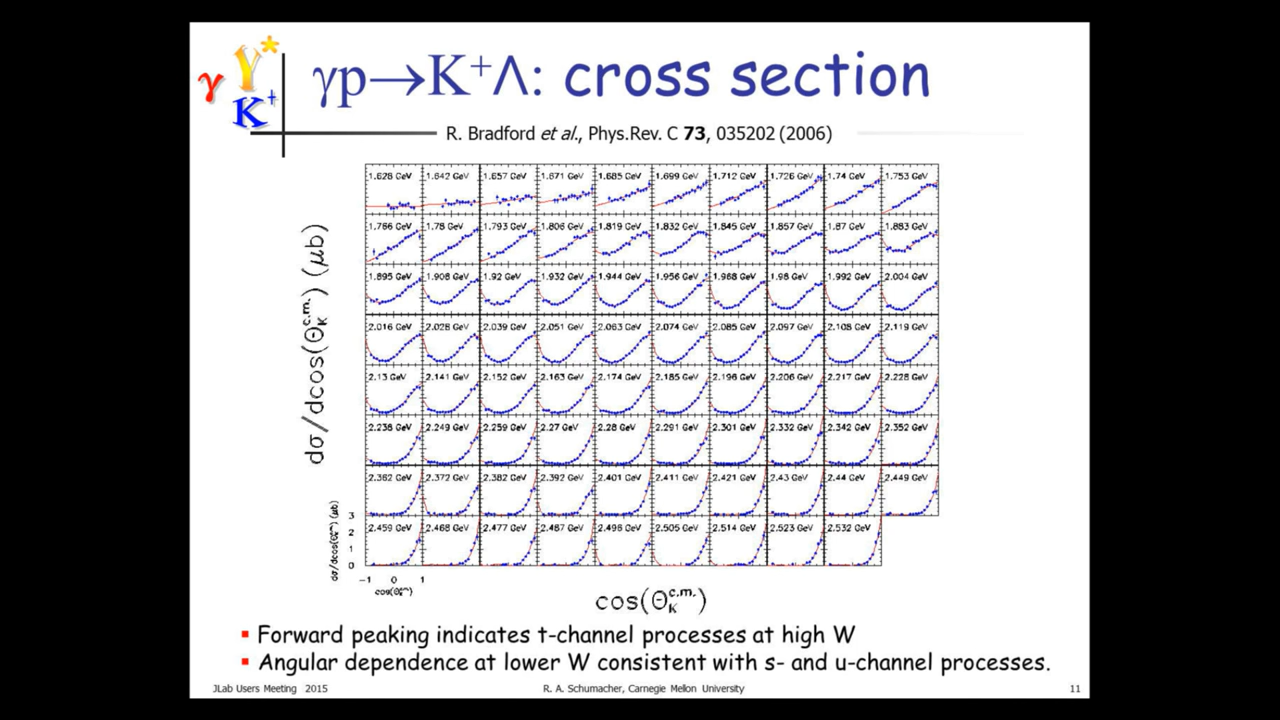 γ Y* K+
γp→K+Λ: cross section
R. Bradford et al., Phys.Rev. C 73, 035202 (2006)
1.628 GeV 1.642 GeV 1.657 GeV 1.671 GeV 1.685 GeV 1.699 GeV 1.712 GeV 1.726 GeV 1.74 GeV 1.753 GeV
1.766 GeV 1.78 GeV 1.793 GeV 1.806 GeV 1.819 GeV 1.832 GeV 1.845 GeV 1.857 GeV 1.87 GeV 1.883 GeV
1.895 GeV 1.908 GeV 1.92 GeV 1.932 GeV 1.944 GeV 1.956 GeV 1.968 GeV 1.98 GeV 1.992 GeV 2.004 GeV
2.016 GeV 2.028 GeV 2.039 GeV 2.051 GeV 2.063 GeV 2.074 GeV 2.085 GeV 2.097 GeV 2.108 GeV 2.119 GeV
2.13 GeV 2.141 GeV 2.152 GeV 2.163 GeV 2.174 GeV 2.185 GeV 2.196 GeV 2.206 GeV 2.217 GeV 2.228 GeV
2.238 GeV 2.249 GeV 2.259 GeV 2.27 GeV 2.28 GeV 2.291 GeV 2.301 GeV 2.332 GeV 2.342 GeV 2.352 GeV
2.362 GeV 2.372 GeV 2.382 GeV 2.392 GeV 2.401 GeV 2.411 GeV 2.421 GeV 2.43 GeV 2.44 GeV 2.449 GeV
2.459 GeV 2.468 GeV 2.477 GeV 2.487 GeV 2.496 GeV 2.505 GeV 2.514 GeV 2.523 GeV 2.532 GeV
dσ/dcos(Θ_K^c.m.) (μb)
dσ/dcos(Θ_K^c.m.) (μb)
3
2
1
0
-1 0 1
cos(Θ_K^c.m.)
cos(Θ_K^c.m.)
▪ Forward peaking indicates t-channel processes at high W
▪ Angular dependence at lower W consistent with s- and u-channel processes.
JLab Users Meeting 2015 R. A. Schumacher, Carnegie Mellon University 11